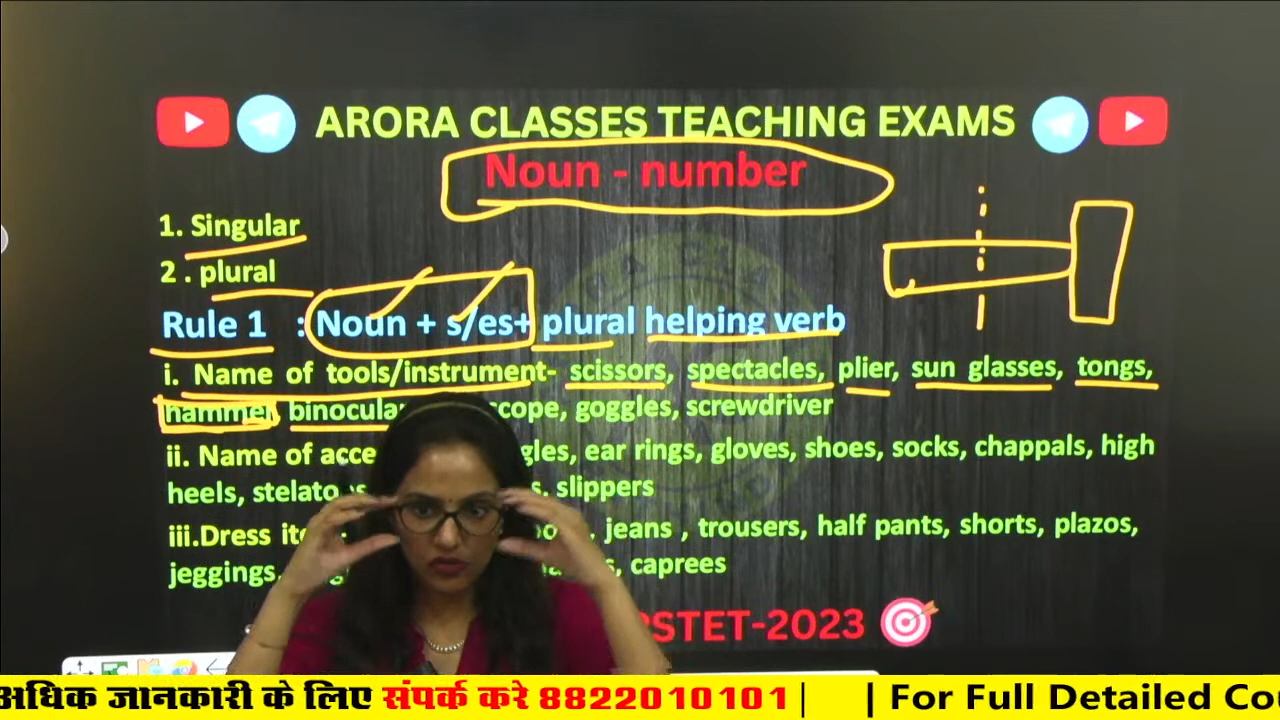 ARORA CLASSES TEACHING EXAMS
Noun - number
1. Singular
2 . plural
Rule 1 : Noun + s/es+ plural helping verb
i. Name of tools/instrument- scissors, spectacles, plier, sun glasses, tongs,
hammer binocular scope, goggles, screwdriver
ii. Name of acce gles, ear rings, gloves, shoes, socks, chappals, high
heels, stelatos slippers
iii.Dress ite jeans , trousers, half pants, shorts, plazos,
jeggings, caprees
PSTET-2023
अधिक जानकारी के लिए संपर्क करे 8822010101 | | For Full Detailed Cou